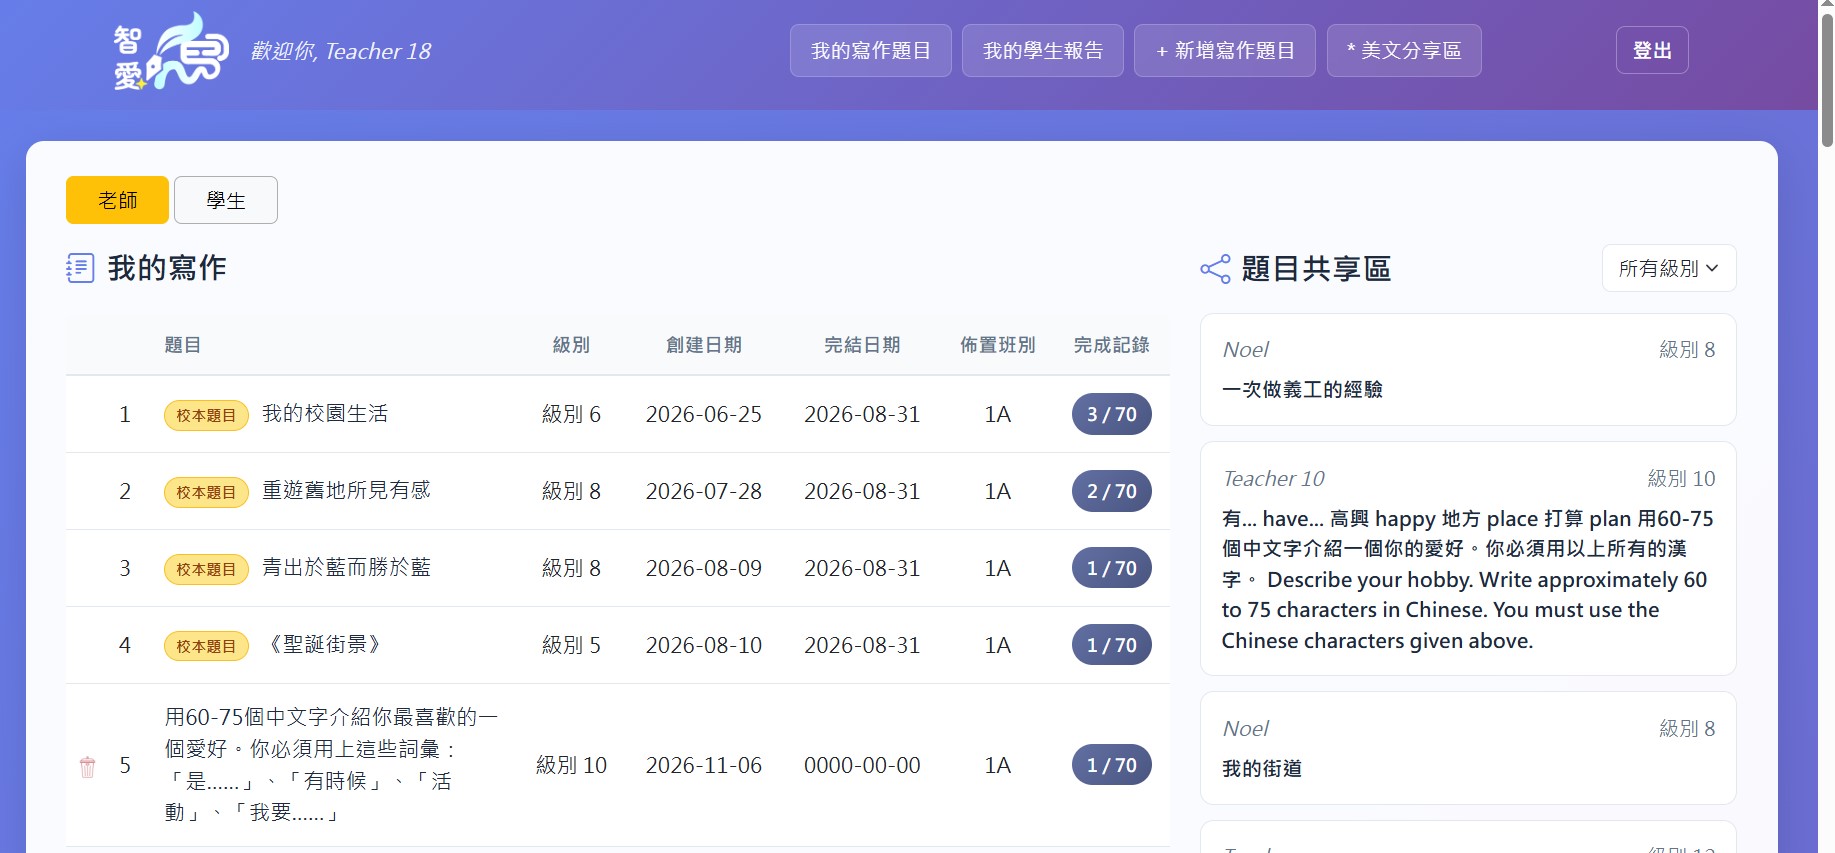 智愛
歡迎你, Teacher 18
我的寫作題目
我的學生報告
+ 新增寫作題目
* 美文分享區
登出
老師
學生
我的寫作
題目 級別 創建日期 完結日期 佈置班別 完成記錄
1 校本題目 我的校園生活 級別 6 2026-06-25 2026-08-31 1A 3 / 70
2 校本題目 重遊舊地所見有感 級別 8 2026-07-28 2026-08-31 1A 2 / 70
3 校本題目 青出於藍而勝於藍 級別 8 2026-08-09 2026-08-31 1A 1 / 70
4 校本題目 《聖誕街景》 級別 5 2026-08-10 2026-08-31 1A 1 / 70
用60-75個中文字介紹你最喜歡的一
個愛好。你必須用上這些詞彙：
「是……」、「有時候」、「活
動」、「我要……」
5 級別 10 2026-11-06 0000-00-00 1A 1 / 70
題目共享區
所有級別
Noel 級別 8
一次做義工的經驗
Teacher 10 級別 10
有... have... 高興 happy 地方 place 打算 plan 用60-75
個中文字介紹一個你的愛好。你必須用以上所有的漢
字。 Describe your hobby. Write approximately 60
to 75 characters in Chinese. You must use the
Chinese characters given above.
Noel 級別 8
我的街道